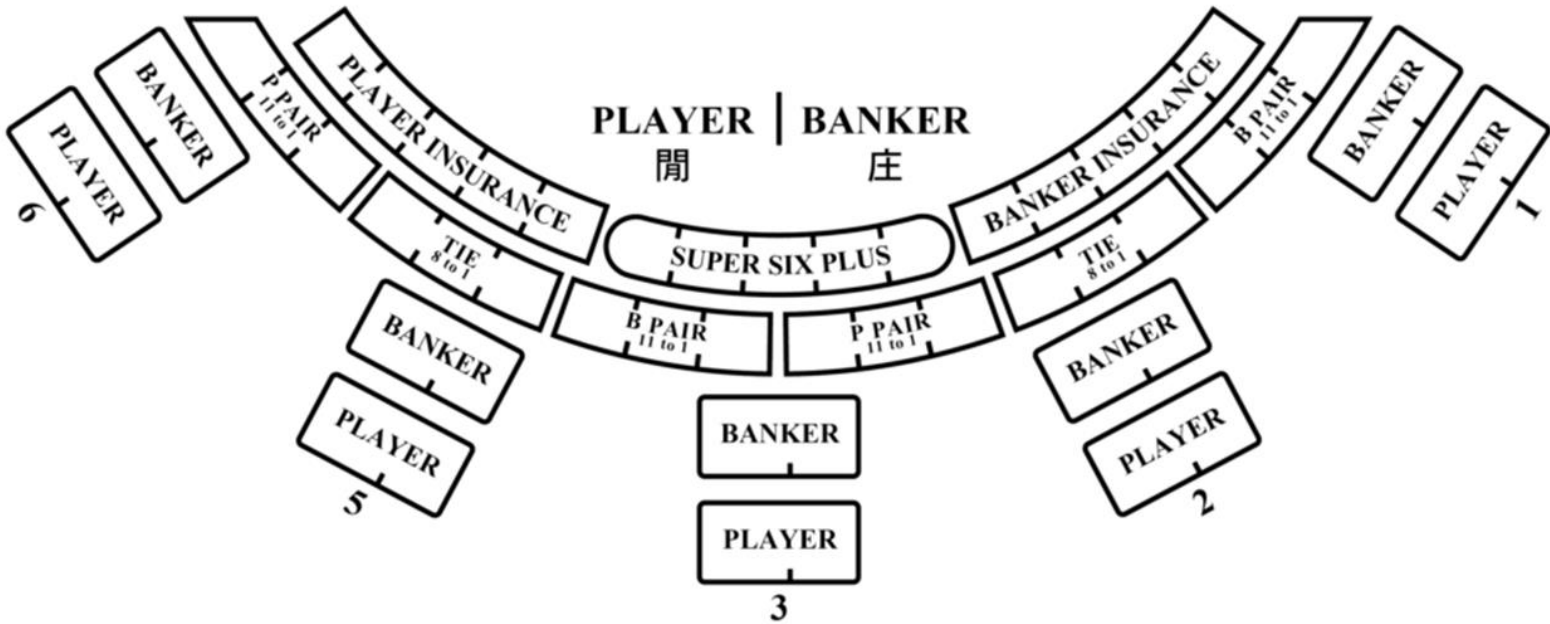 PLAYER | BANKER
閒 庄
PLAYER INSURANCE
BANKER INSURANCE
SUPER SIX PLUS
P PAIR
11 to 1
TIE
8 to 1
B PAIR
11 to 1
P PAIR
11 to 1
TIE
8 to 1
B PAIR
11 to 1
BANKER
PLAYER
6
BANKER
PLAYER
5
BANKER
PLAYER
3
BANKER
PLAYER
2
BANKER
PLAYER
1